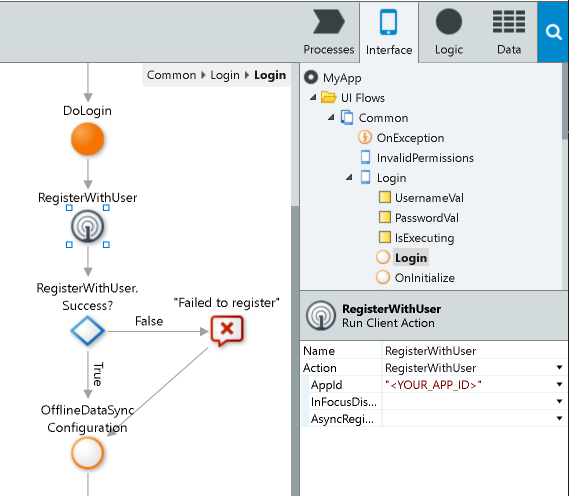 Processes
Interface
Logic
Data
Common Login Login
DoLogin
RegisterWithUser
RegisterWithUser.
Success?
"Failed to register"
False
True
OfflineDataSync
Configuration
MyApp
UI Flows
Common
OnException
InvalidPermissions
Login
UsernameVal
PasswordVal
IsExecuting
Login
OnInitialize
RegisterWithUser
Run Client Action
Name RegisterWithUser
Action RegisterWithUser
AppId "<YOUR_APP_ID>"
InFocusDis...
AsyncRegi...